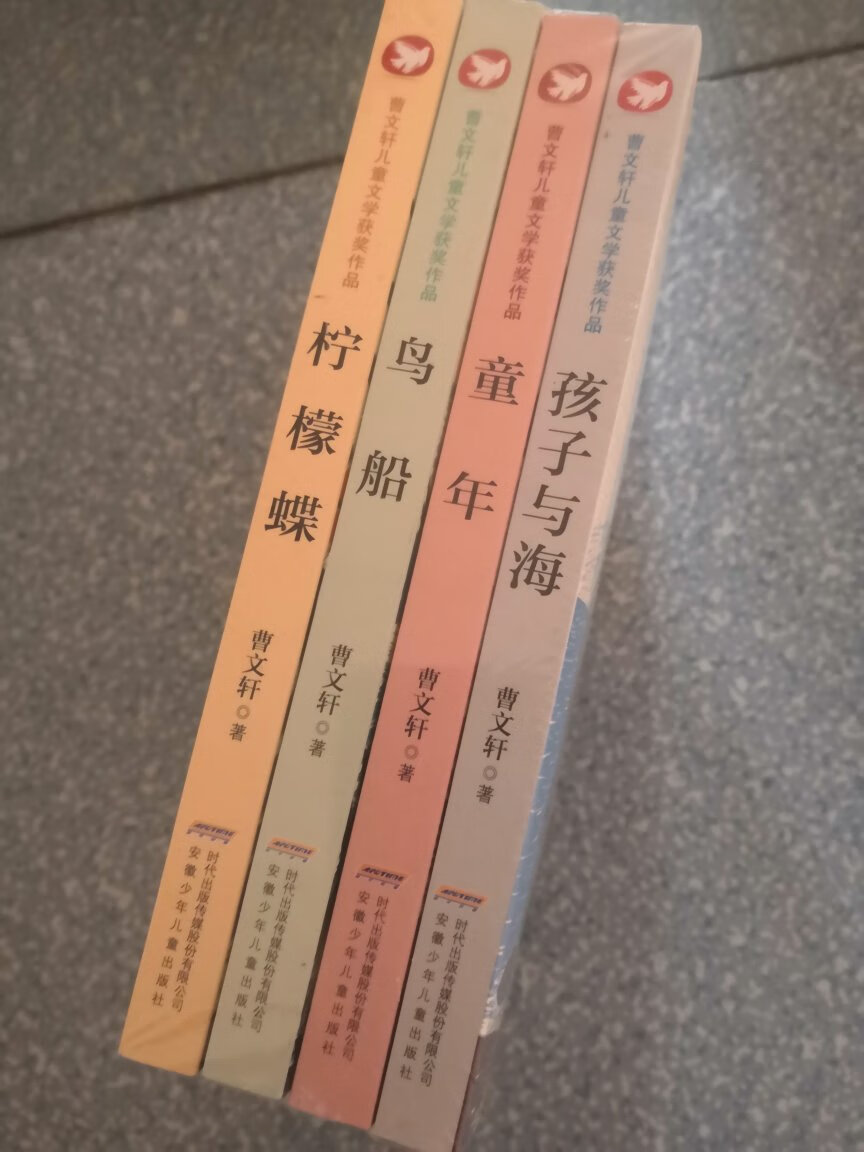 曹文轩儿童文学获奖作品
柠檬蝶
曹文轩◎著
ARCTIME
时代出版传媒股份有限公司
安徽少年儿童出版社
曹文轩儿童文学获奖作品
鸟船
曹文轩◎著
ARCTIME
时代出版传媒股份有限公司
安徽少年儿童出版社
曹文轩儿童文学获奖作品
童年
曹文轩◎著
ARCTIME
时代出版传媒股份有限公司
安徽少年儿童出版社
曹文轩儿童文学获奖作品
孩子与海
曹文轩◎著
ARCTIME
时代出版传媒股份有限公司
安徽少年儿童出版社